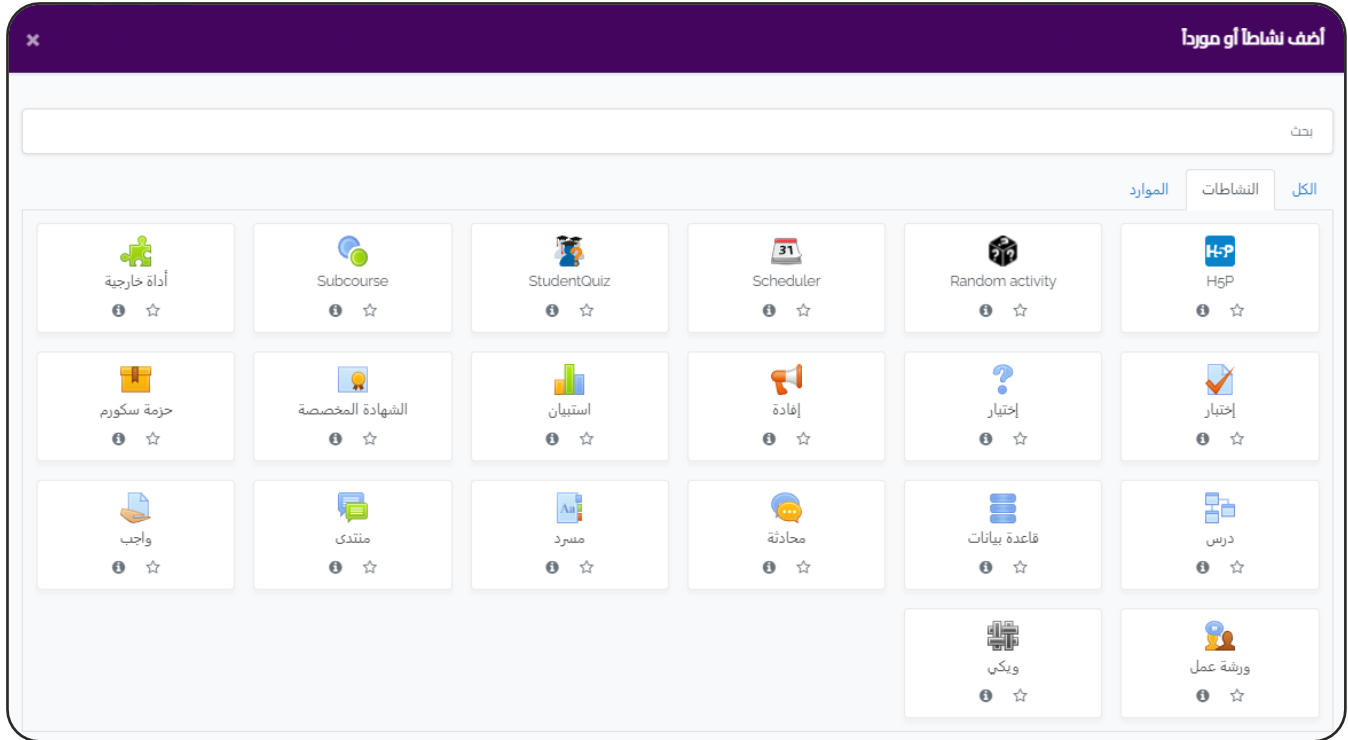 أضف نشاطاً أو مورداً
بحث
الكل النشاطات الموارد
H5P Random activity Scheduler StudentQuiz Subcourse أداة خارجية
إختبار إختيار إفادة استبيان الشهادة المخصصة حزمة سكورم
درس قاعدة بيانات محادثة مسرد منتدى واجب
ورشة عمل ويكي